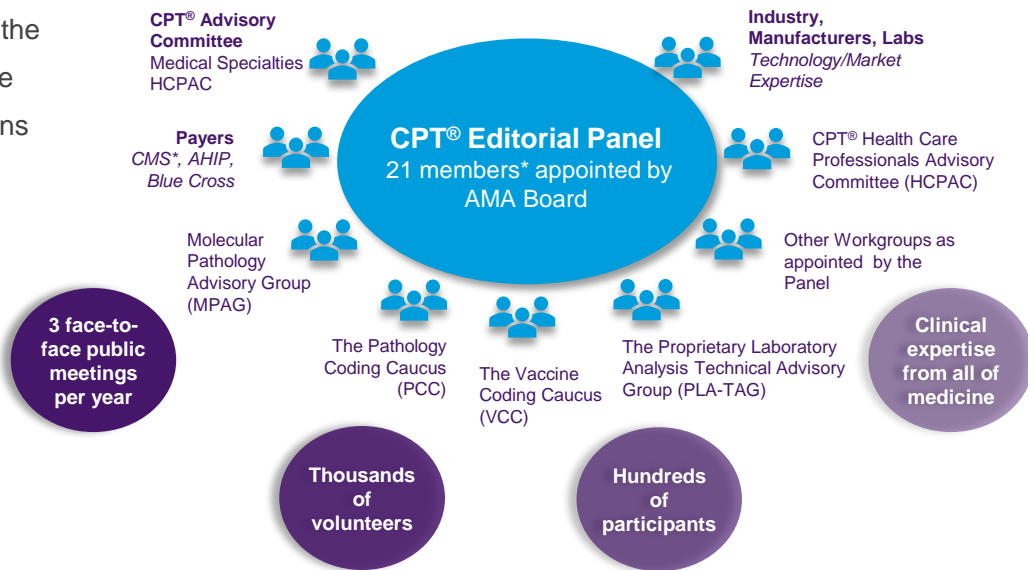 the
e
ns
CPT® Advisory
Committee
Medical Specialties
HCPAC
Industry,
Manufacturers, Labs
Technology/Market
Expertise
CPT® Editorial Panel
21 members* appointed by
AMA Board
Payers
CMS*, AHIP,
Blue Cross
CPT® Health Care
Professionals Advisory
Committee (HCPAC)
Molecular
Pathology
Advisory Group
(MPAG)
Other Workgroups as
appointed by the
Panel
The Pathology
Coding Caucus
(PCC)
The Vaccine
Coding Caucus
(VCC)
The Proprietary Laboratory
Analysis Technical Advisory
Group (PLA-TAG)
3 face-to-
face public
meetings
per year
Clinical
expertise
from all of
medicine
Thousands
of
volunteers
Hundreds
of
participants